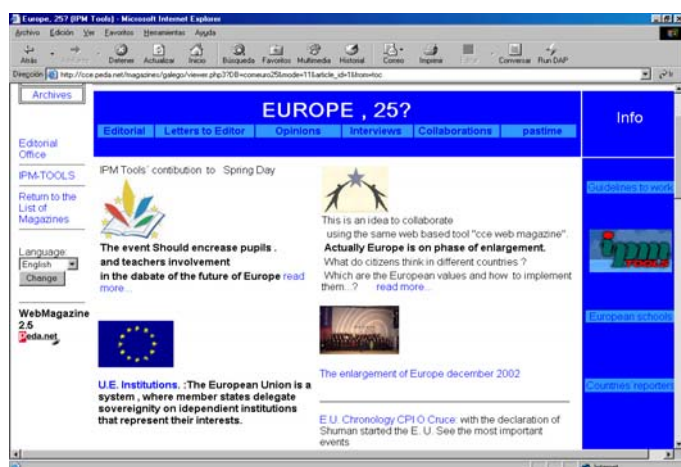 Europe, 25? (IPM Tools) - Microsoft Internet Explorer
Archivo Edición Ver Favoritos Herramientas Ayuda
Atrás Detener Actualizar Inicio Búsqueda Favoritos Multimedia Historial Correo Imprimir Conversar Run DAP
Dirección http://cce.peda.net/magazines/galego/viewer.php3?DB=comeuro25&mode=11&article_id=1&from=toc
Archives
EUROPE , 25?
Info
Editorial Letters to Editor Opinions Interviews Collaborations pastime
Editorial
Office
IPM-TOOLS
Return to the
List of
Magazines
Language:
English
Change
WebMagazine
2.5
Peda.net
IPM Tools´ contibution to Spring Day
The event Should encrease pupils .
and teachers involvement
in the dabate of the future of Europe read
more...
This is an idea to collaborate
using the same web based tool "cce web magazine".
Actually Europe is on phase of enlargement.
What do citizens think in different countries ?
Which are the European values and how to implement
them...? read more...
U.E. Institutions. :The European Union is a
system , where member states delegate
sovereignity on idependient institutions
that represent their interests.
The enlargement of Europe december 2002
E.U. Chronology CPI O Cruce: with the declaration of
Shuman started the E. U. See the most important
events
Guidelines to work
ipm
TOOLS
European schools
Countries reporters
Internet